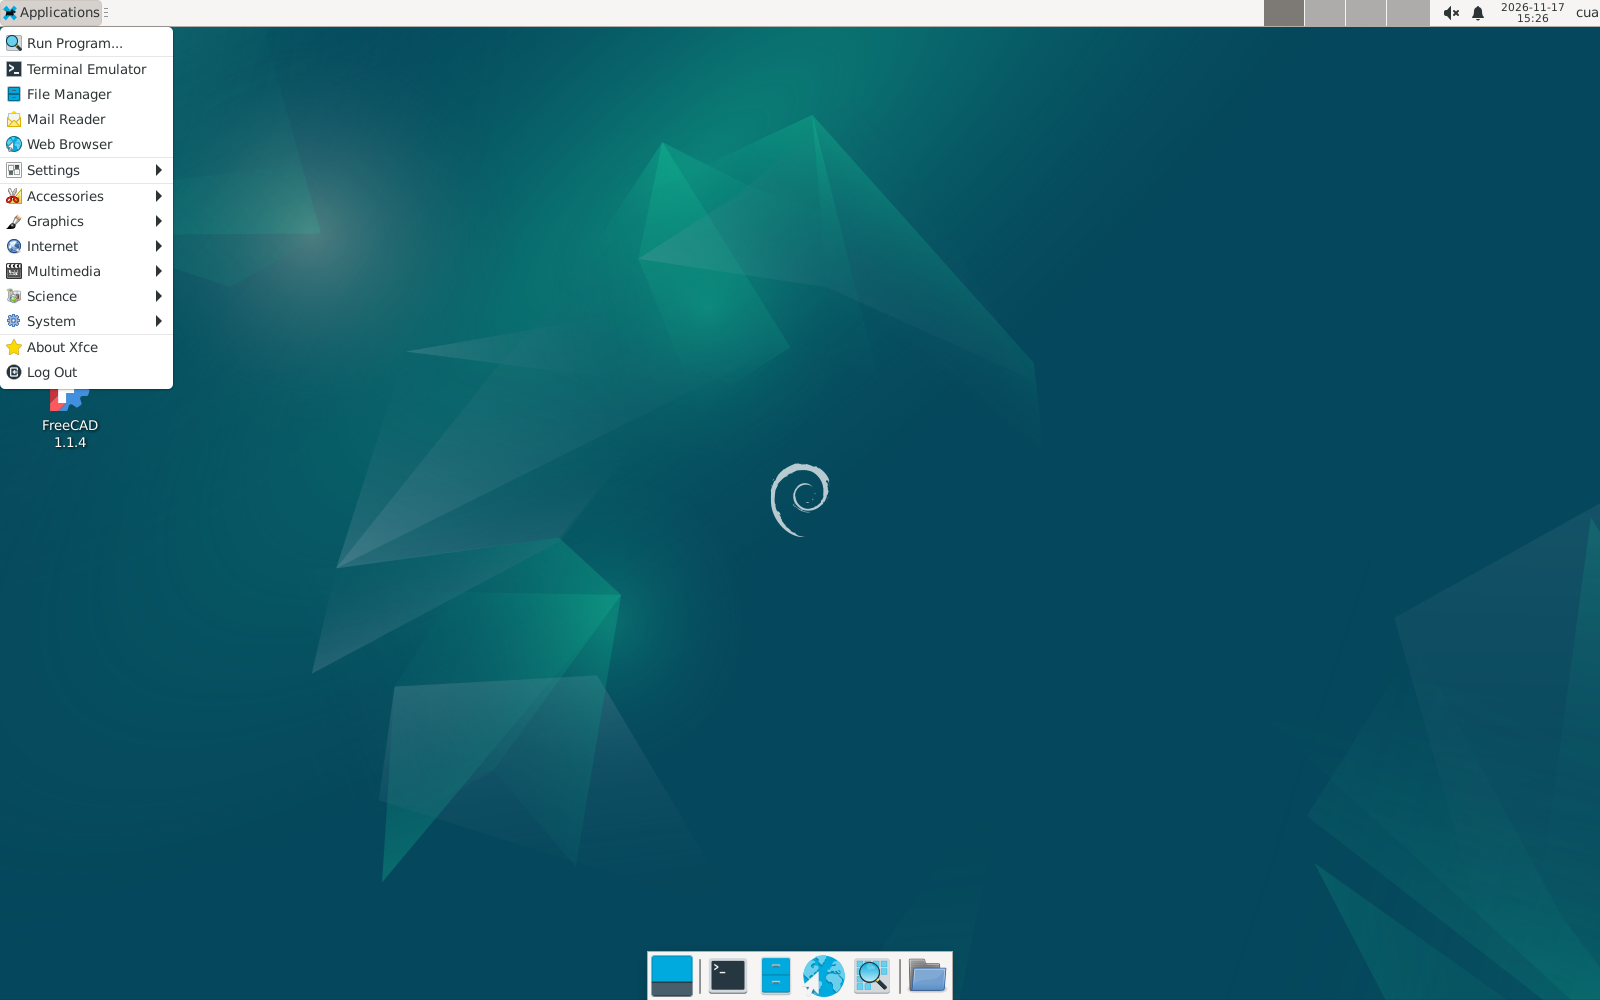 Applications
2026-11-17
15:26
cua
Run Program...
Terminal Emulator
File Manager
Mail Reader
Web Browser
Settings
Accessories
Graphics
Internet
Multimedia
Science
System
About Xfce
Log Out
FreeCAD
1.1.4